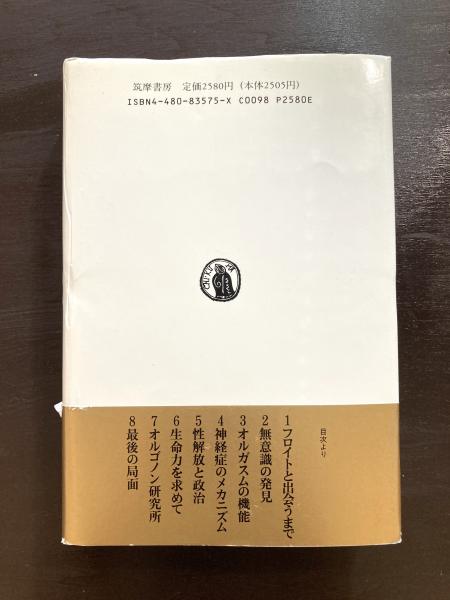 筑摩書房 定価2580円（本体2505円）
ISBN4-480-83575-X C0098 P2580E
目次より
1 フロイトと出会うまで
2 無意識の発見
3 オルガスムの機能
4 神経症のメカニズム
5 性解放と政治
6 生命力を求めて
7 オルゴノン研究所
8 最後の局面